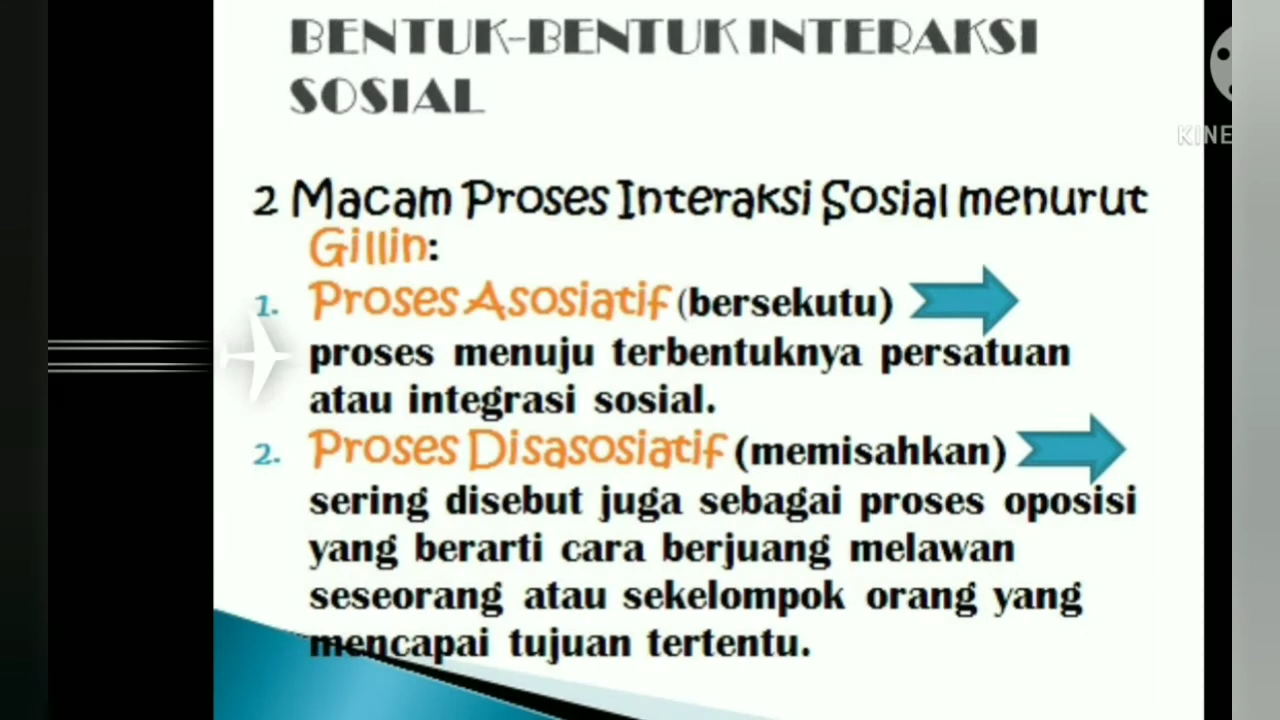 BENTUK-BENTUK INTERAKSI
SOSIAL
KINE
2 Macam Proses Interaksi Sosial menurut
Gillin:
1. Proses Asosiatif (bersekutu)
proses menuju terbentuknya persatuan
atau integrasi sosial.
2. Proses Disasosiatif (memisahkan)
sering disebut juga sebagai proses oposisi
yang berarti cara berjuang melawan
seseorang atau sekelompok orang yang
mencapai tujuan tertentu.